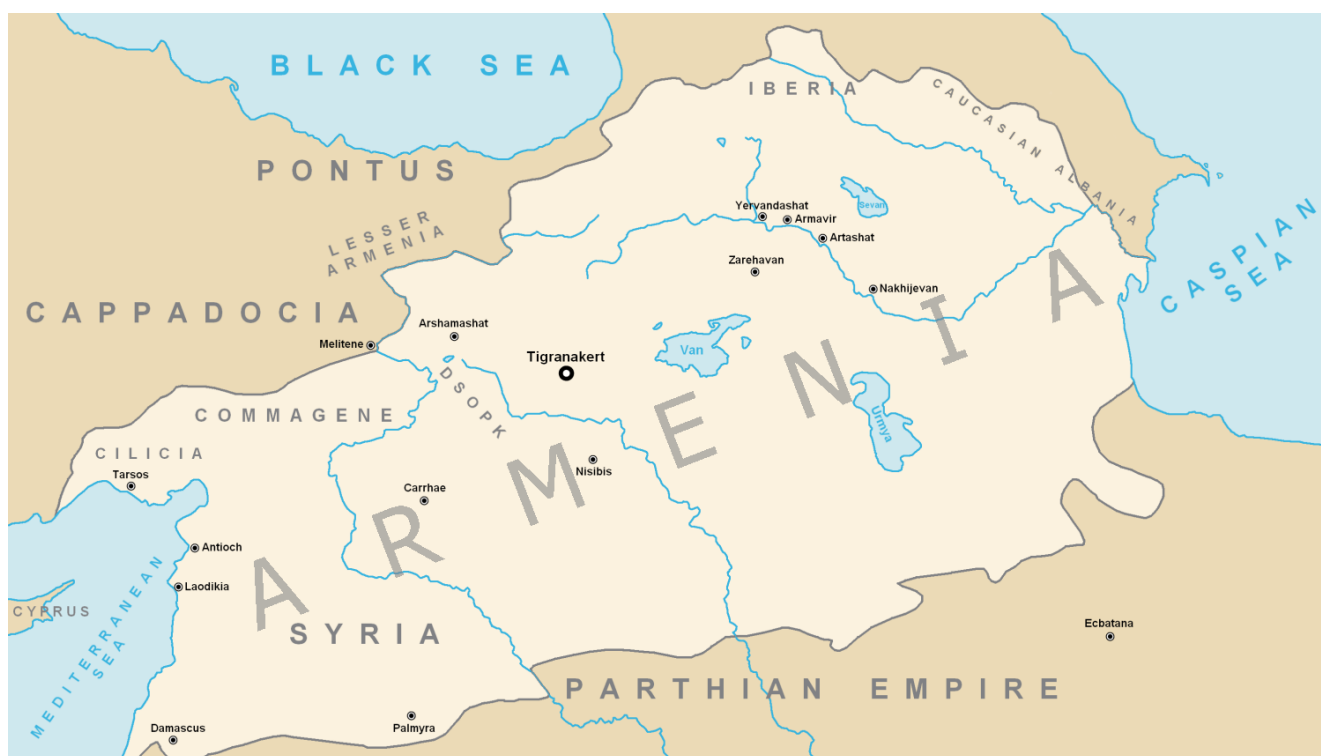 BLACK SEA
IBERIA
CAUCASIAN ALBANIA
PONTUS
LESSER
ARMENIA
Yervandashat
Armavir
Sevan
Artashat
Zarehavan
Nakhijevan
CASPIAN
SEA
CAPPADOCIA
Melitene
Arshamashat
Tigranakert
Van
DSOPK
COMMAGENE
CILICIA
Tarsos
Urmya
Nisibis
Carrhae
ARMENIA
Antioch
Laodikia
CYPRUS
MEDITERRANEAN
SEA
SYRIA
Ecbatana
PARTHIAN EMPIRE
Palmyra
Damascus